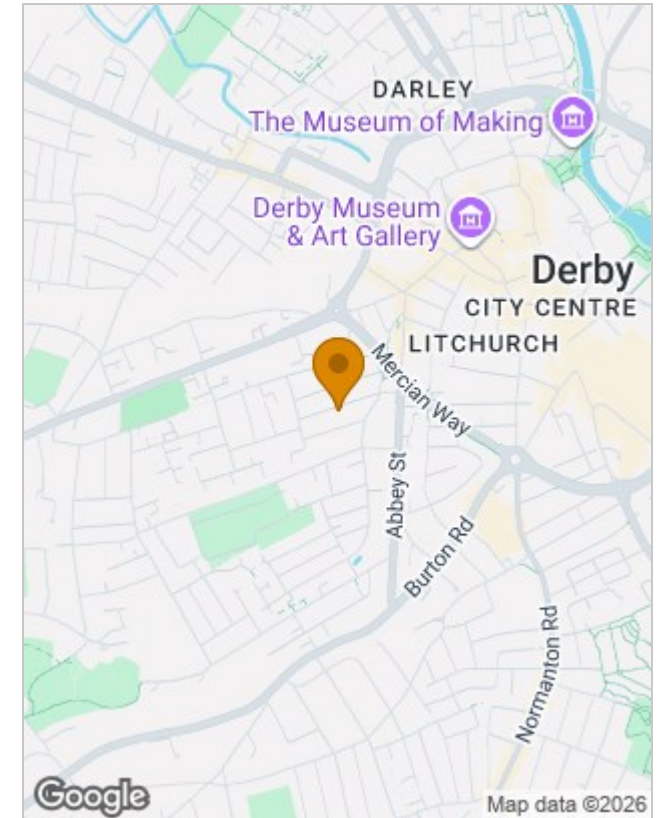 DARLEY
The Museum of Making
Derby Museum
& Art Gallery
Derby
CITY CENTRE
LITCHURCH
Mercian Way
Abbey St
Burton Rd
Normanton Rd
Google
Map data ©2026